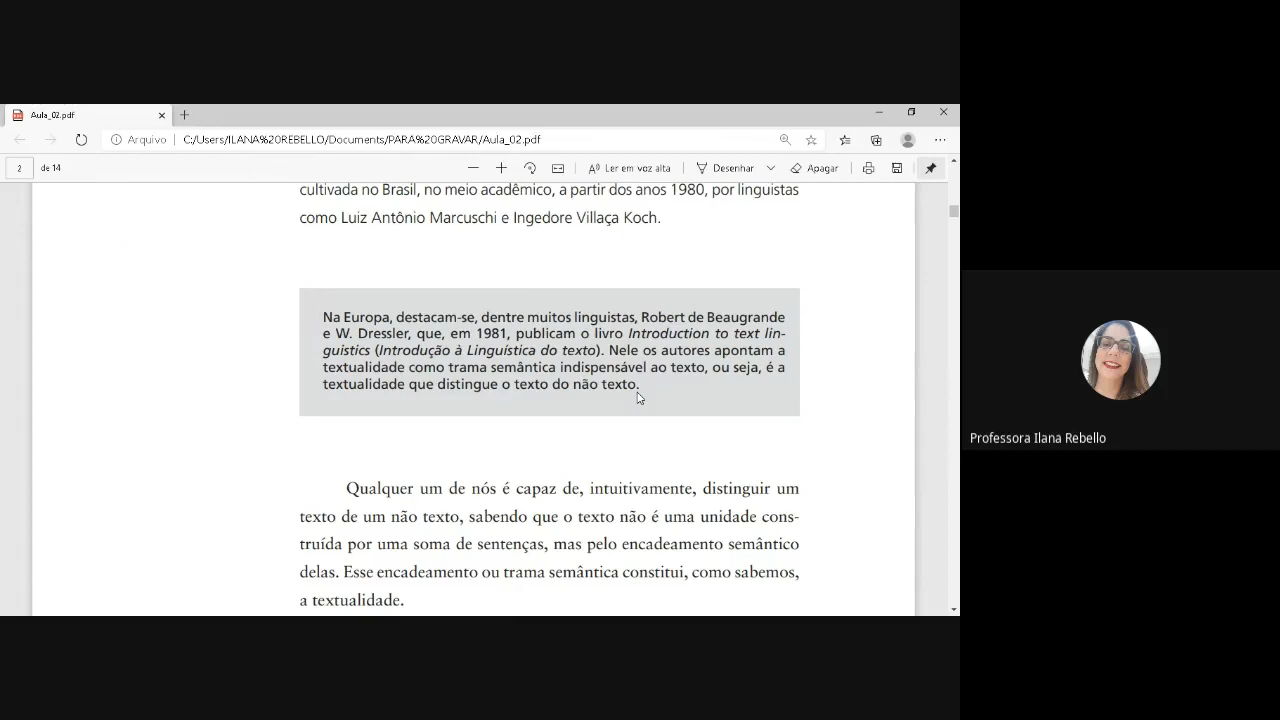 Aula_02.pdf
Arquivo C:/Users/ILANA%20REBELLO/Documents/PARA%20GRAVAR/Aula_02.pdf
2 de 14 Ler em voz alta Desenhar Apagar
cultivada no Brasil, no meio acadêmico, a partir dos anos 1980, por linguistas
como Luiz Antônio Marcuschi e Ingedore Villaça Koch.
Na Europa, destacam-se, dentre muitos linguistas, Robert de Beaugrande
e W. Dressler, que, em 1981, publicam o livro Introduction to text lin-
guistics (Introdução à Linguística do texto). Nele os autores apontam a
textualidade como trama semântica indispensável ao texto, ou seja, é a
textualidade que distingue o texto do não texto.
Qualquer um de nós é capaz de, intuitivamente, distinguir um
texto de um não texto, sabendo que o texto não é uma unidade cons-
truída por uma soma de sentenças, mas pelo encadeamento semântico
delas. Esse encadeamento ou trama semântica constitui, como sabemos,
a textualidade.
Professora Ilana Rebello